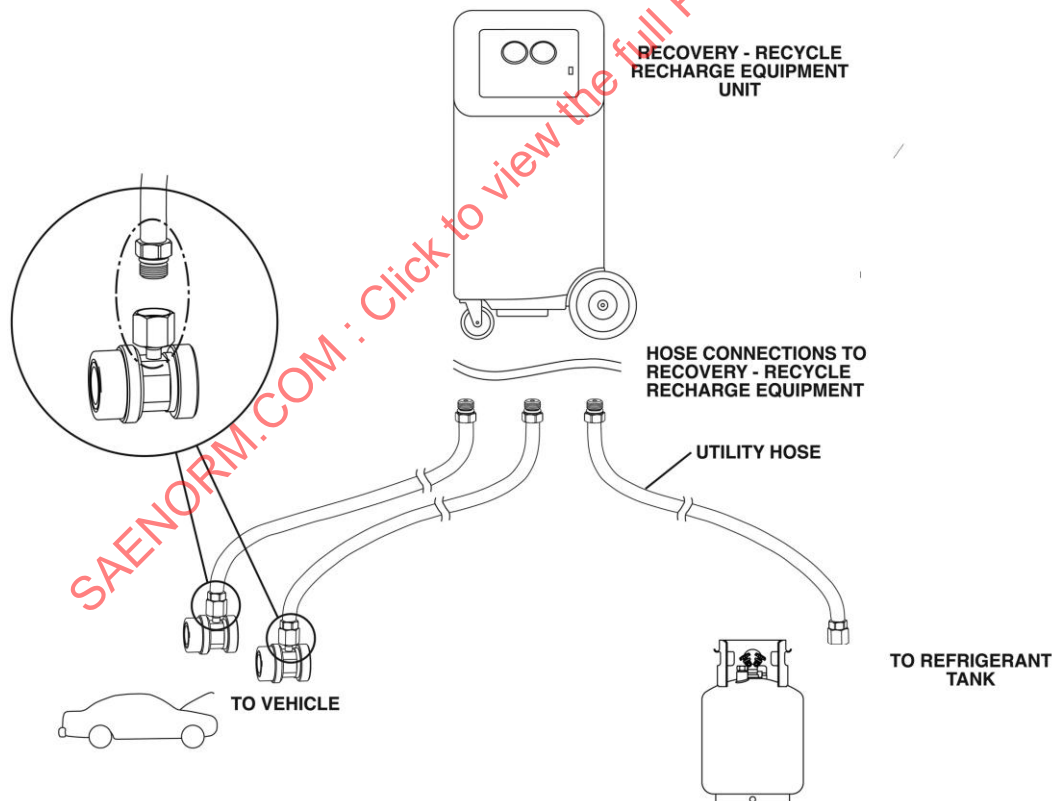 RECOVERY - RECYCLE
RECHARGE EQUIPMENT
UNIT
HOSE CONNECTIONS TO
RECOVERY - RECYCLE
RECHARGE EQUIPMENT
UTILITY HOSE
TO VEHICLE
TO REFRIGERANT
TANK
SAENORM.COM : Click to view the full